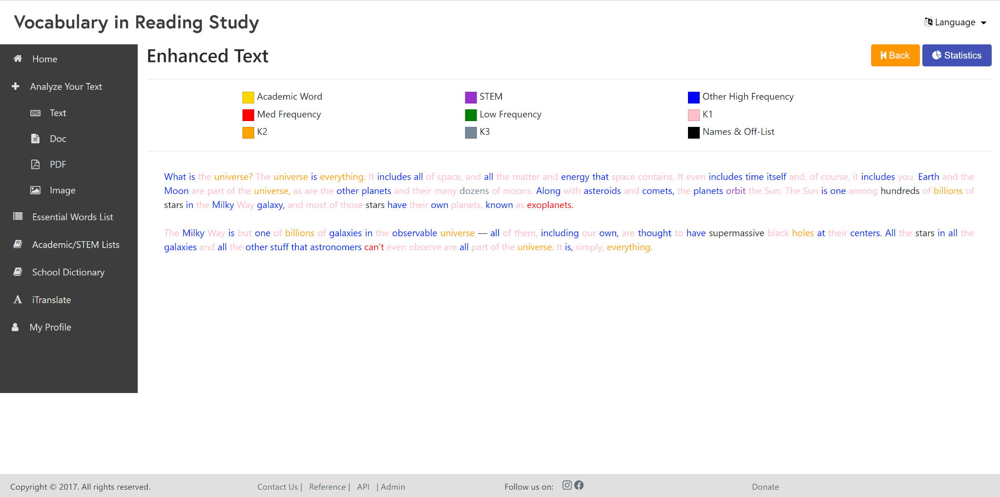 Vocabulary in Reading Study
Language
Home
Analyze Your Text
Text
Doc
PDF
Image
Essential Words List
Academic/STEM Lists
School Dictionary
iTranslate
My Profile
Enhanced Text
Back
Statistics
Academic Word
STEM
Other High Frequency
Med Frequency
Low Frequency
K1
K2
K3
Names & Off-List
What is the universe? The universe is everything. It includes all of space, and all the matter and energy that space contains. It even includes time itself and, of course, it includes you. Earth and the
Moon are part of the universe, as are the other planets and their many dozens of moons. Along with asteroids and comets, the planets orbit the Sun. The Sun is one among hundreds of billions of
stars in the Milky Way galaxy, and most of those stars have their own planets, known as exoplanets.
The Milky Way is but one of billions of galaxies in the observable universe — all of them, including our own, are thought to have supermassive black holes at their centers. All the stars in all the
galaxies and all the other stuff that astronomers can’t even observe are all part of the universe. It is, simply, everything.
Copyright © 2017. All rights reserved.
Contact Us | Reference | API | Admin
Follow us on:
Donate